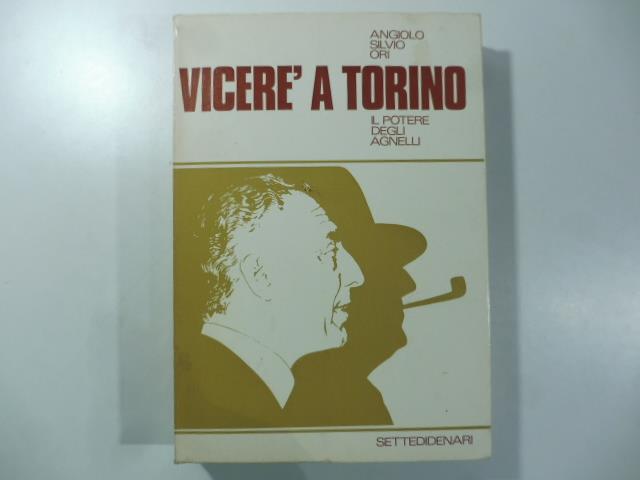 ANGIOLO
SILVIO
ORI
VICERE' A TORINO
IL POTERE
DEGLI
AGNELLI
SETTEDIDENARI